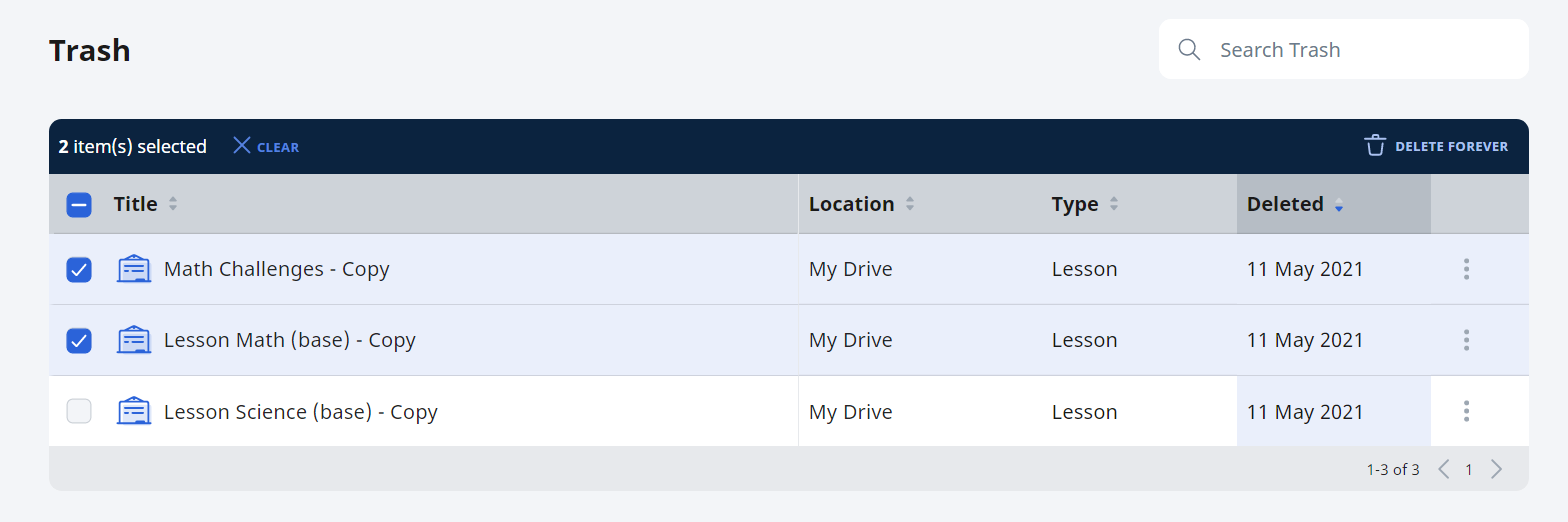 Trash
Search Trash
2 item(s) selected CLEAR DELETE FOREVER
Title Location Type Deleted
Math Challenges - Copy My Drive Lesson 11 May 2021
Lesson Math (base) - Copy My Drive Lesson 11 May 2021
Lesson Science (base) - Copy My Drive Lesson 11 May 2021
1-3 of 3 1